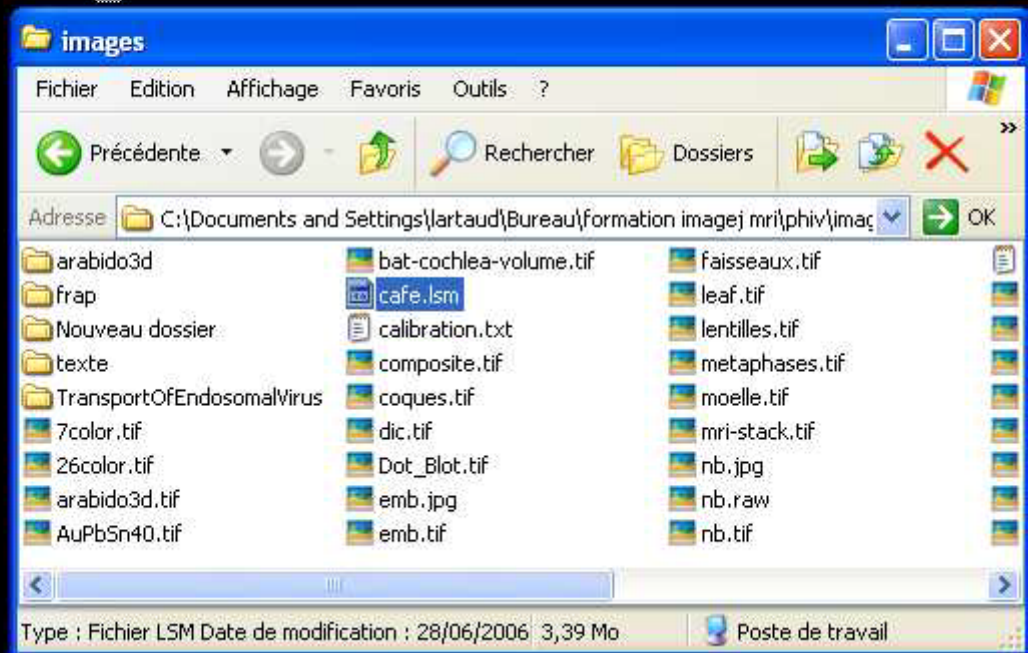 images
Fichier Edition Affichage Favoris Outils ?
Précédente Rechercher Dossiers »
Adresse C:\Documents and Settings\lartaud\Bureau\formation imagej mri\phiv\imag OK
arabido3d bat-cochlea-volume.tif faisseaux.tif
frap cafe.lsm leaf.tif
Nouveau dossier calibration.txt lentilles.tif
texte composite.tif metaphases.tif
TransportOfEndosomalVirus coques.tif moelle.tif
7color.tif dic.tif mri-stack.tif
26color.tif Dot_Blot.tif nb.jpg
arabido3d.tif emb.jpg nb.raw
AuPbSn40.tif emb.tif nb.tif
Type : Fichier LSM Date de modification : 28/06/2006 3,39 Mo Poste de travail